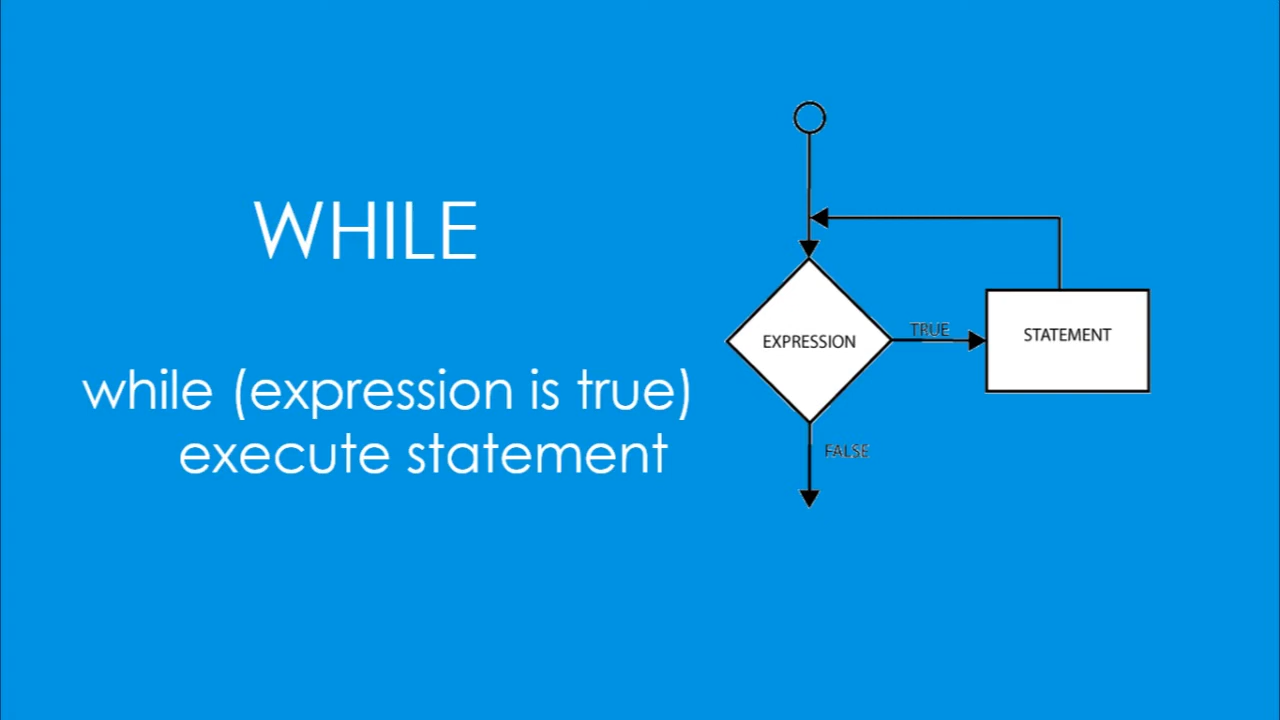 WHILE
while (expression is true)
execute statement
EXPRESSION
TRUE
STATEMENT
FALSE